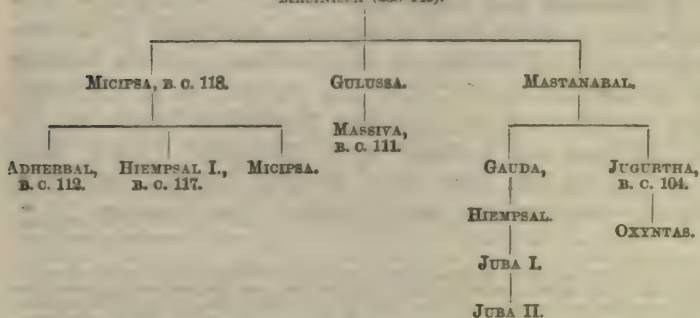 MICIPSA, B. C. 118. GULUSSA. MASTANABAL,
MASSIVA,
B. C. 111.
ADHERBAL, HIEMPSAL I., MICIPSA. GAUDA, JUGURTHA,
B. C. 112. B. C. 117. B. C. 104.
HIEMPSAL.
OXYNTAS.
JUBA I.
JUBA II.